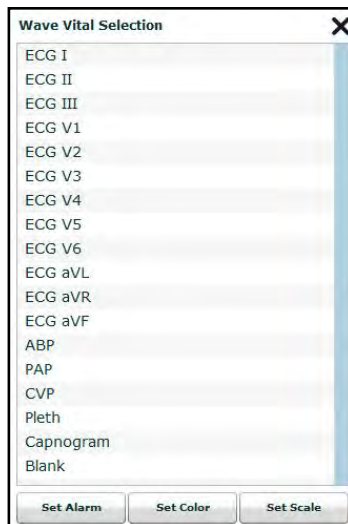 Wave Vital Selection
ECG I
ECG II
ECG III
ECG V1
ECG V2
ECG V3
ECG V4
ECG V5
ECG V6
ECG aVL
ECG aVR
ECG aVF
ABP
PAP
CVP
Pleth
Capnogram
Blank
Set Alarm Set Color Set Scale